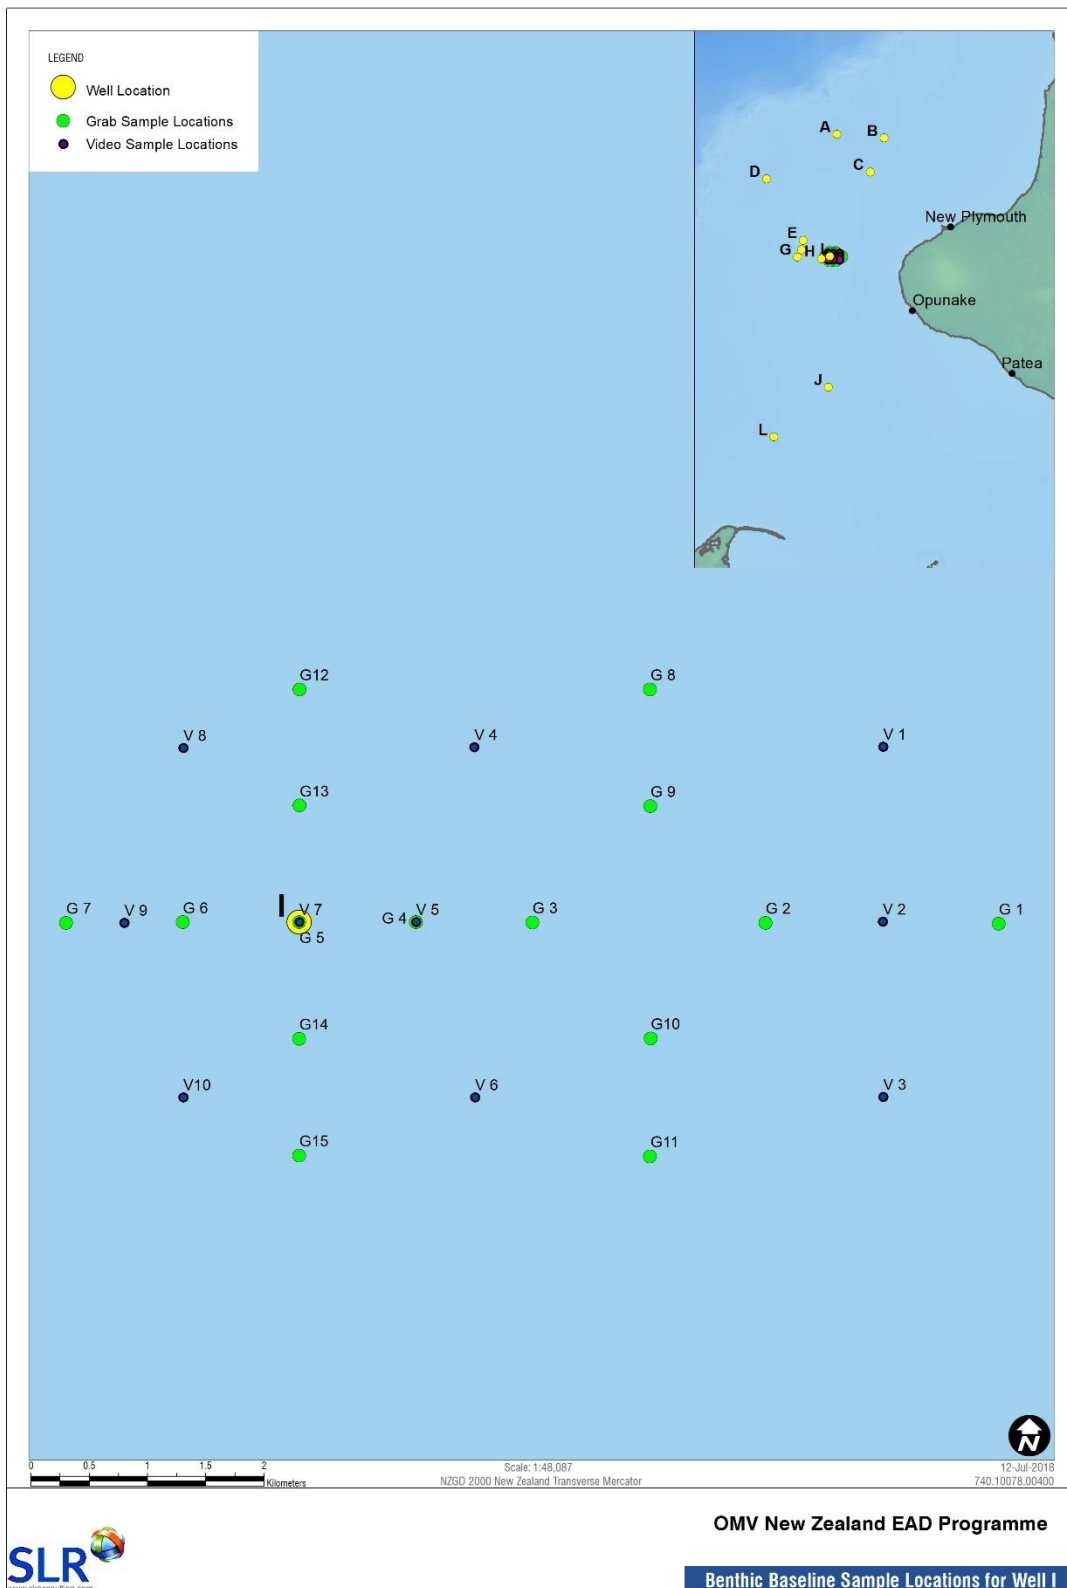 LEGEND
Well Location
Grab Sample Locations
Video Sample Locations
A
B
C
D
New Plymouth
E
G
H
I
Opunake
Patea
J
L
G12
G 8
V 8
V 4
V 1
G13
G 9
I
G 7
V 9
G 6
V 7
G 4
V 5
G 3
G 2
V 2
G 1
G 5
G14
G10
V10
V 6
V 3
G15
G11
N
0 0.5 1 1.5 2
Kilometers
Scale: 1:48,087
NZGD 2000 New Zealand Transverse Mercator
12-Jul-2018
740.10078.00400
OMV New Zealand EAD Programme
SLR
Benthic Baseline Sample Locations for Well I